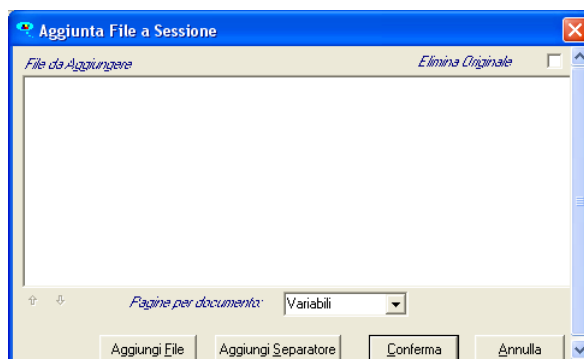 Aggiunta File a Sessione
File da Aggiungere Elimina Originale
Pagine per documento: Variabili
Aggiungi File Aggiungi Separatore Conferma Annulla